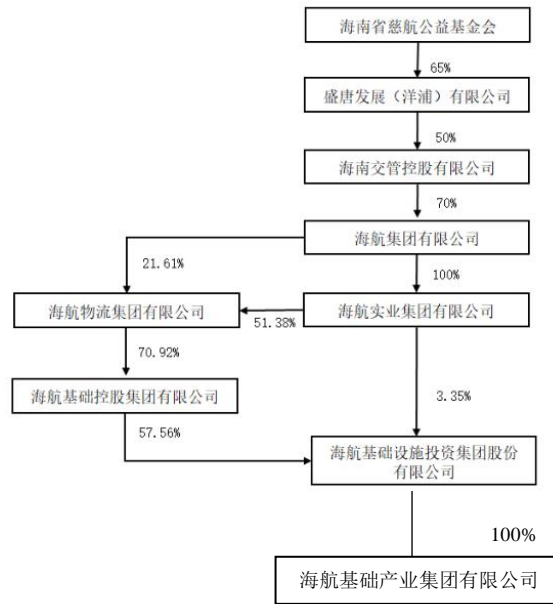 海南省慈航公益基金会
65%
盛唐发展（洋浦）有限公司
50%
海南交管控股有限公司
70%
海航集团有限公司
21.61%
100%
海航物流集团有限公司
51.38%
海航实业集团有限公司
70.92%
海航基础控股集团有限公司
3.35%
57.56%
海航基础设施投资集团股份
有限公司
100%
海航基础产业集团有限公司